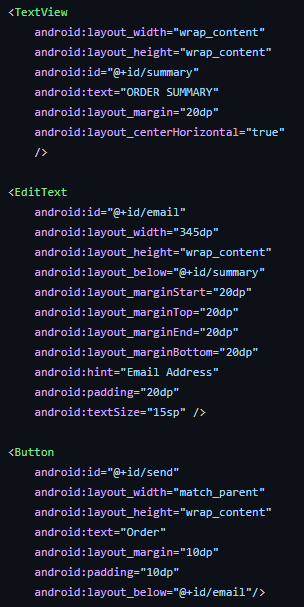 <TextView
android:layout_width="wrap_content"
android:layout_height="wrap_content"
android:id="@+id/summary"
android:text="ORDER SUMMARY"
android:layout_margin="20dp"
android:layout_centerHorizontal="true"
/>
<EditText
android:id="@+id/email"
android:layout_width="345dp"
android:layout_height="wrap_content"
android:layout_below="@+id/summary"
android:layout_marginStart="20dp"
android:layout_marginTop="20dp"
android:layout_marginEnd="20dp"
android:layout_marginBottom="20dp"
android:hint="Email Address"
android:padding="20dp"
android:textSize="15sp" />
<Button
android:id="@+id/send"
android:layout_width="match_parent"
android:layout_height="wrap_content"
android:text="Order"
android:layout_margin="10dp"
android:padding="10dp"
android:layout_below="@+id/email"/>